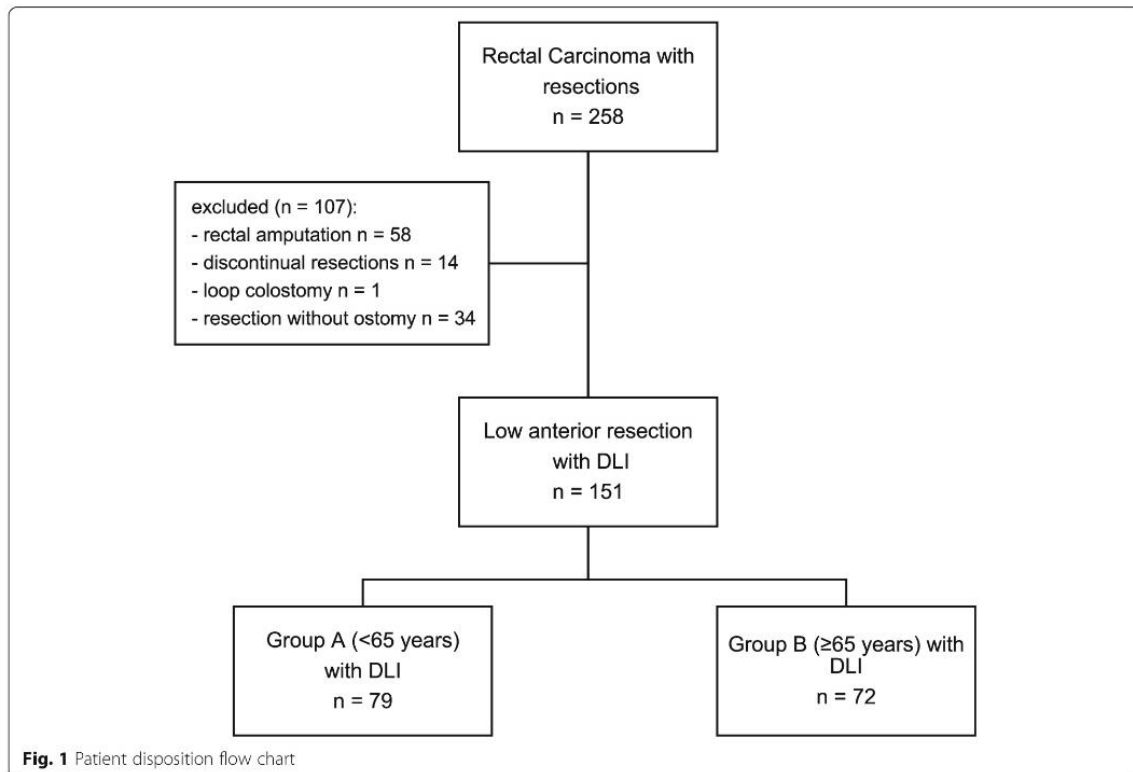 Rectal Carcinoma with
resections
n = 258
excluded (n = 107):
- rectal amputation n = 58
- discontinual resections n = 14
- loop colostomy n = 1
- resection without ostomy n = 34
Low anterior resection
with DLI
n = 151
Group A (<65 years)
with DLI
n = 79
Group B (≥65 years) with
DLI
n = 72
Fig. 1 Patient disposition flow chart